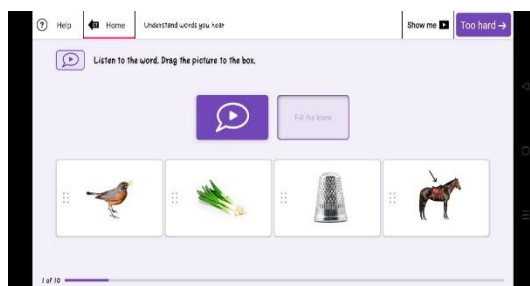 ? Help Home Understand words you hear Show me Too hard →
Listen to the word. Drag the picture to the box.
Fill the blank
1 of 10